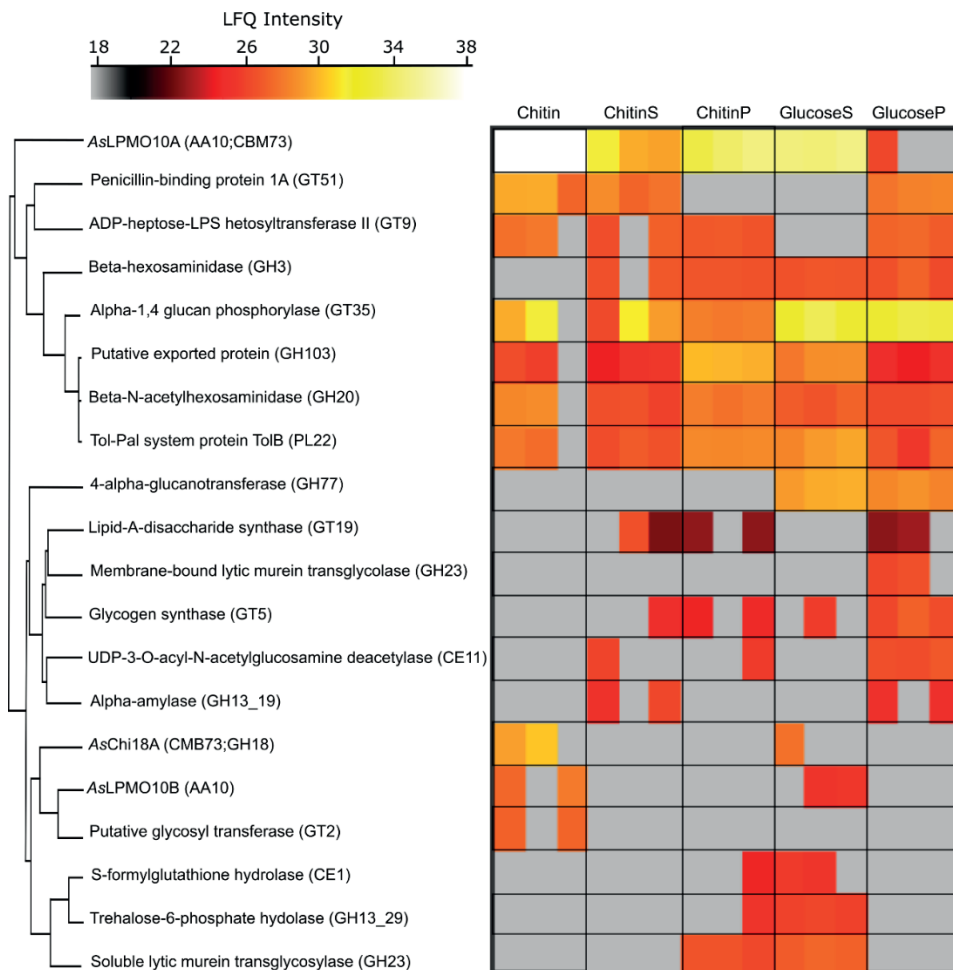 LFQ Intensity
18 22 26 30 34 38
Chitin ChitinS ChitinP GlucoseS GlucoseP
AsLPMO10A (AA10;CBM73)
Penicillin-binding protein 1A (GT51)
ADP-heptose-LPS hetosyltransferase II (GT9)
Beta-hexosaminidase (GH3)
Alpha-1,4 glucan phosphorylase (GT35)
Putative exported protein (GH103)
Beta-N-acetylhexosaminidase (GH20)
Tol-Pal system protein TolB (PL22)
4-alpha-glucanotransferase (GH77)
Lipid-A-disaccharide synthase (GT19)
Membrane-bound lytic murein transglycolase (GH23)
Glycogen synthase (GT5)
UDP-3-O-acyl-N-acetylglucosamine deacetylase (CE11)
Alpha-amylase (GH13_19)
AsChi18A (CMB73;GH18)
AsLPMO10B (AA10)
Putative glycosyl transferase (GT2)
S-formylglutathione hydrolase (CE1)
Trehalose-6-phosphate hydolase (GH13_29)
Soluble lytic murein transglycosylase (GH23)